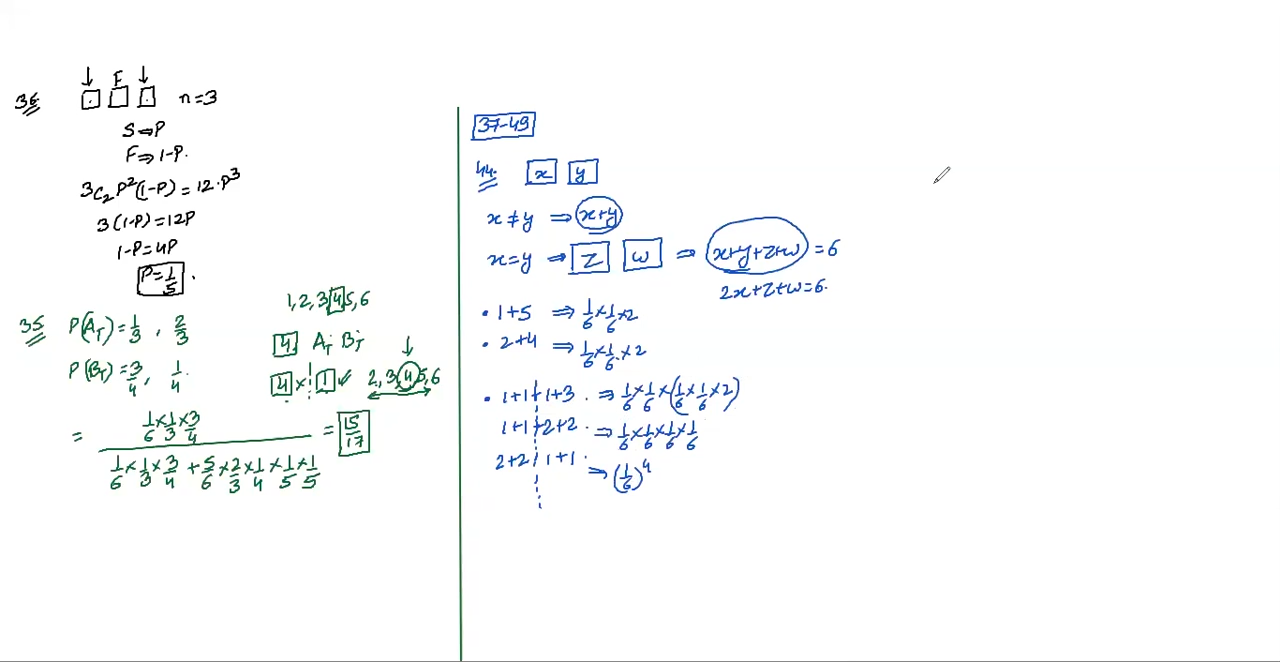 36. F n=3
S⇒P
F⇒1-P.
3C₂ P²(1-P) = 12·P³
3(1-P)=12P
1-P=4P
P=1/5.
1,2,3,4,5,6
35 P(A_T)=1/3, 2/3
4 A_T B_T
P(B_T)=3/4, 1/4
4 × 1 ✓ 2,3,4,5,6
= (1/6×1/3×3/4)/(1/6×1/3×3/4+5/6×2/3×1/4×1/5×1/5) = 15/17
37-49
44. x y
x≠y ⇒ x+y
x=y ⇒ z w ⇒ x+y+z+w=6
2x+z+w=6.
• 1+5 ⇒ 1/6×1/6×2
• 2+4 ⇒ 1/6×1/6×2
• 1+1+1+3. ⇒ 1/6×1/6×(1/6×1/6×2)
1+1+2+2. ⇒ 1/6×1/6×1/6×1/6
2+2+1+1. ⇒ (1/6)⁴